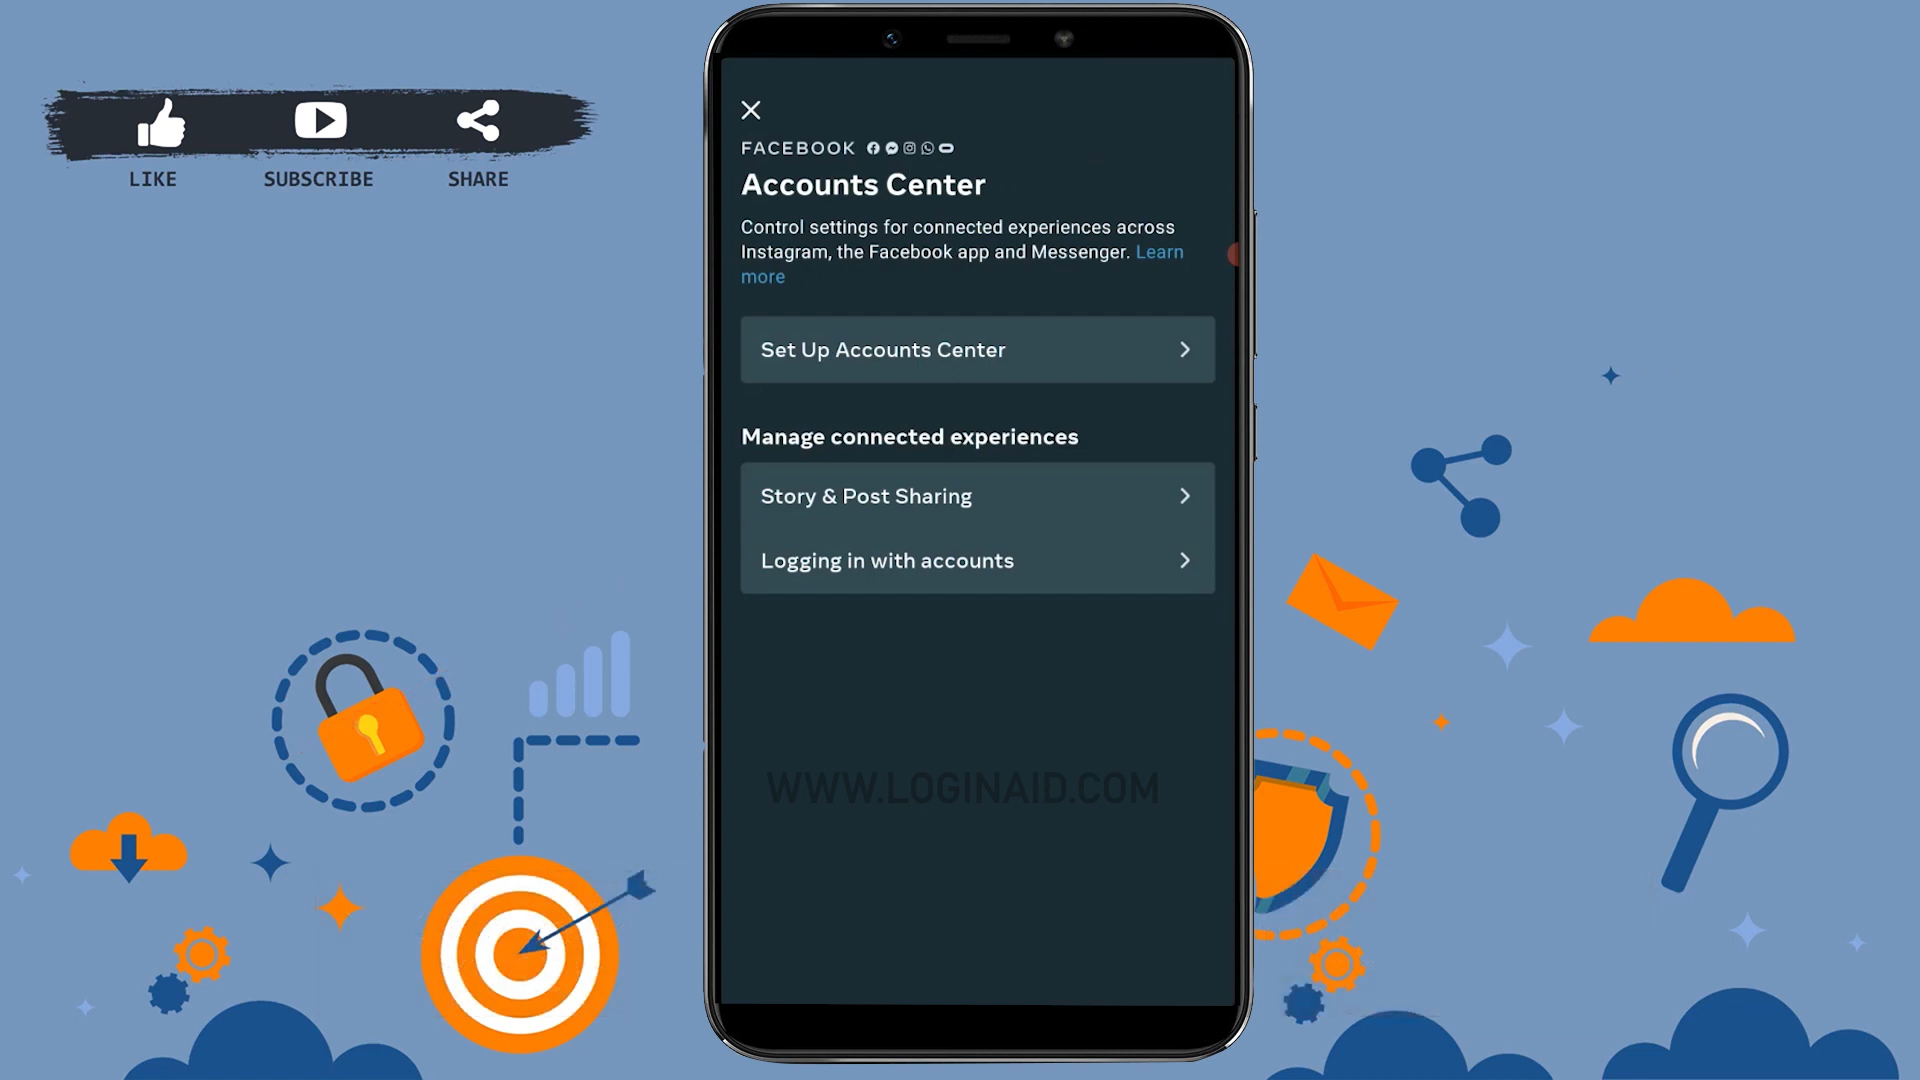 LIKE SUBSCRIBE SHARE
FACEBOOK
Accounts Center
Control settings for connected experiences across
Instagram, the Facebook app and Messenger. Learn
more
Set Up Accounts Center
Manage connected experiences
Story & Post Sharing
Logging in with accounts
WWW.LOGINAID.COM